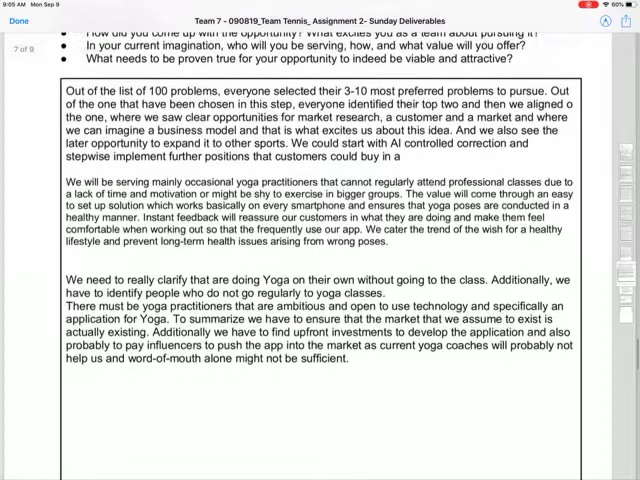 9:05 AM Mon Sep 9
60%
Done
Team 7 - 090819_Team Tennis_ Assignment 2- Sunday Deliverables
7 of 9
How did you come up with the opportunity? What excites you as a team about pursuing it?
• In your current imagination, who will you be serving, how, and what value will you offer?
• What needs to be proven true for your opportunity to indeed be viable and attractive?
Out of the list of 100 problems, everyone selected their 3-10 most preferred problems to pursue. Out
of the one that have been chosen in this step, everyone identified their top two and then we aligned o
the one, where we saw clear opportunities for market research, a customer and a market and where
we can imagine a business model and that is what excites us about this idea. And we also see the
later opportunity to expand it to other sports. We could start with AI controlled correction and
stepwise implement further positions that customers could buy in a
We will be serving mainly occasional yoga practitioners that cannot regularly attend professional classes due to
a lack of time and motivation or might be shy to exercise in bigger groups. The value will come through an easy
to set up solution which works basically on every smartphone and ensures that yoga poses are conducted in a
healthy manner. Instant feedback will reassure our customers in what they are doing and make them feel
comfortable when working out so that the frequently use our app. We cater the trend of the wish for a healthy
lifestyle and prevent long-term health issues arising from wrong poses.
We need to really clarify that are doing Yoga on their own without going to the class. Additionally, we
have to identify people who do not go regularly to yoga classes.
There must be yoga practitioners that are ambitious and open to use technology and specifically an
application for Yoga. To summarize we have to ensure that the market that we assume to exist is
actually existing. Additionally we have to find upfront investments to develop the application and also
probably to pay influencers to push the app into the market as current yoga coaches will probably not
help us and word-of-mouth alone might not be sufficient.